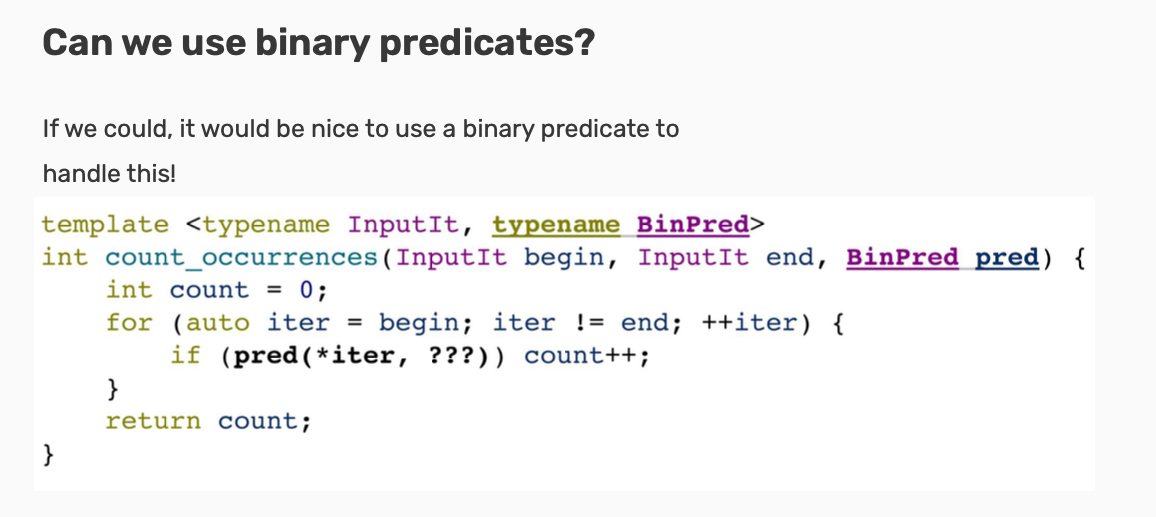 Can we use binary predicates?
If we could, it would be nice to use a binary predicate to
handle this!
template <typename InputIt, typename BinPred>
int count_occurrences(InputIt begin, InputIt end, BinPred pred) {
    int count = 0;
    for (auto iter = begin; iter != end; ++iter) {
        if (pred(*iter, ???)) count++;
    }
    return count;
}